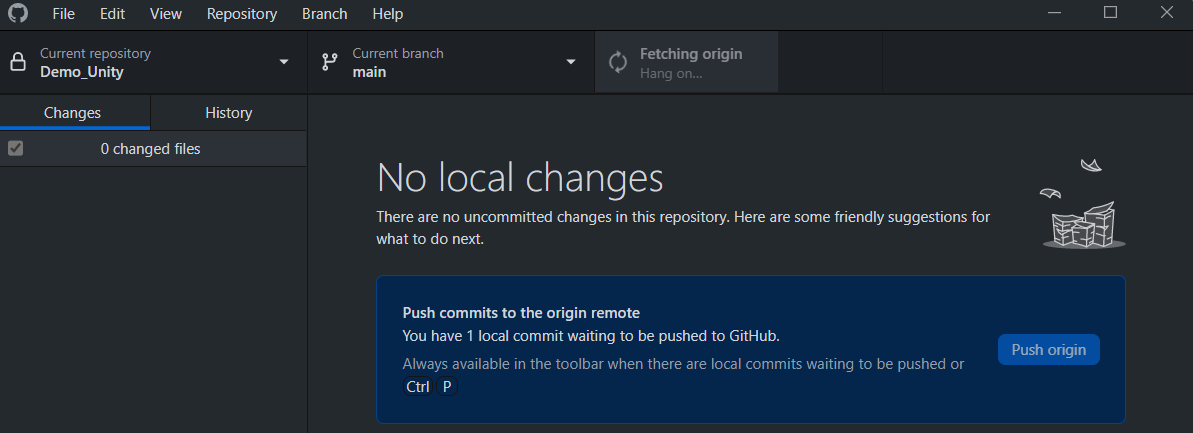 File Edit View Repository Branch Help
Current repository
Demo_Unity
Current branch
main
Fetching origin
Hang on...
Changes History
0 changed files
No local changes
There are no uncommitted changes in this repository. Here are some friendly suggestions for
what to do next.
Push commits to the origin remote
You have 1 local commit waiting to be pushed to GitHub.
Always available in the toolbar when there are local commits waiting to be pushed or
Ctrl P
Push origin